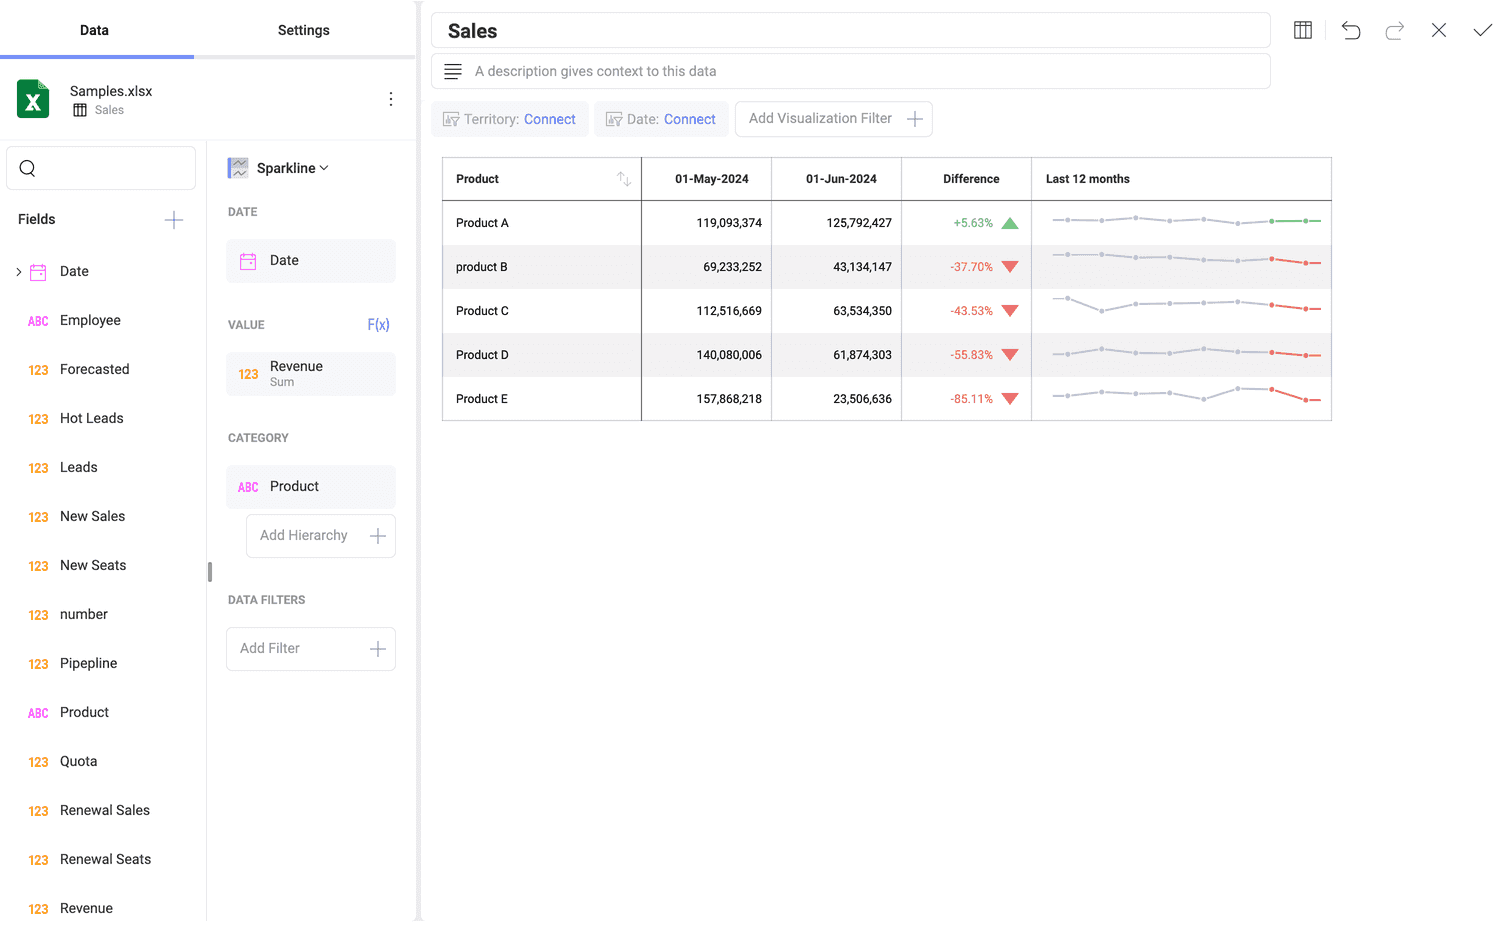 Data
Settings
Samples.xlsx
Sales
Fields
Date
ABC Employee
123 Forecasted
123 Hot Leads
123 Leads
123 New Sales
123 New Seats
123 number
123 Pipepline
ABC Product
123 Quota
123 Renewal Sales
123 Renewal Seats
123 Revenue
Sparkline
DATE
Date
VALUE F(x)
123 Revenue
Sum
CATEGORY
ABC Product
Add Hierarchy
DATA FILTERS
Add Filter
Sales
A description gives context to this data
Territory: Connect Date: Connect Add Visualization Filter
Product 01-May-2024 01-Jun-2024 Difference Last 12 months
Product A 119,093,374 125,792,427 +5.63%
product B 69,233,252 43,134,147 -37.70%
Product C 112,516,669 63,534,350 -43.53%
Product D 140,080,006 61,874,303 -55.83%
Product E 157,868,218 23,506,636 -85.11%